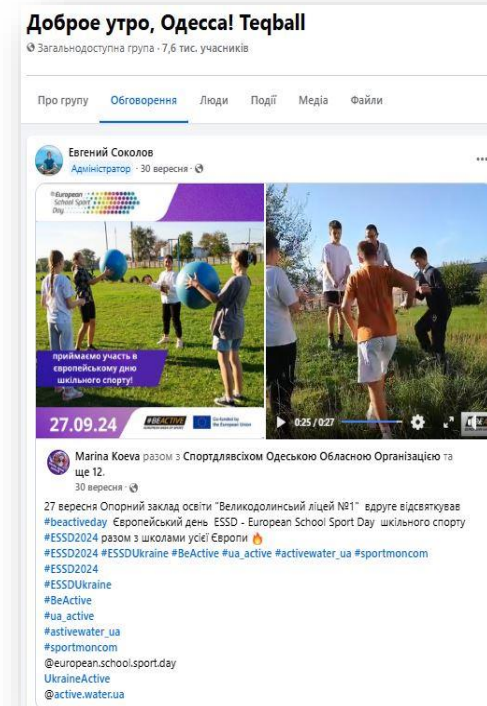 Доброе утро, Одесса! Teqball
Загальнодоступна група · 7,6 тис. учасників
Про групу Обговорення Люди Події Медіа Файли
Евгений Соколов
Адміністратор · 30 вересня ·
European
School Sport
Day
приймаємо участь в
європейському дню
шкільного спорту!
27.09.24
#BEACTIVE
Co-funded by
the European Union
0:25 / 0:27
Marina Koeva разом з Спортдлявсіхом Одеською Обласною Організацією та
ще 12.
30 вересня ·
27 вересня Опорний заклад освіти "Великодолинський ліцей №1" вдруге відсвяткував
#beactiveday Європейський день ESSD - European School Sport Day шкільного спорту
#ESSD2024 разом з школами усієї Європи 🔥
#ESSD2024 #ESSDUkraine #BeActive #ua_active #activewater_ua #sportmoncom
#ESSD2024
#ESSDUkraine
#BeActive
#ua_active
#astivewater_ua
#sportmoncom
@european.school.sport.day
UkraineActive
@active.water.ua